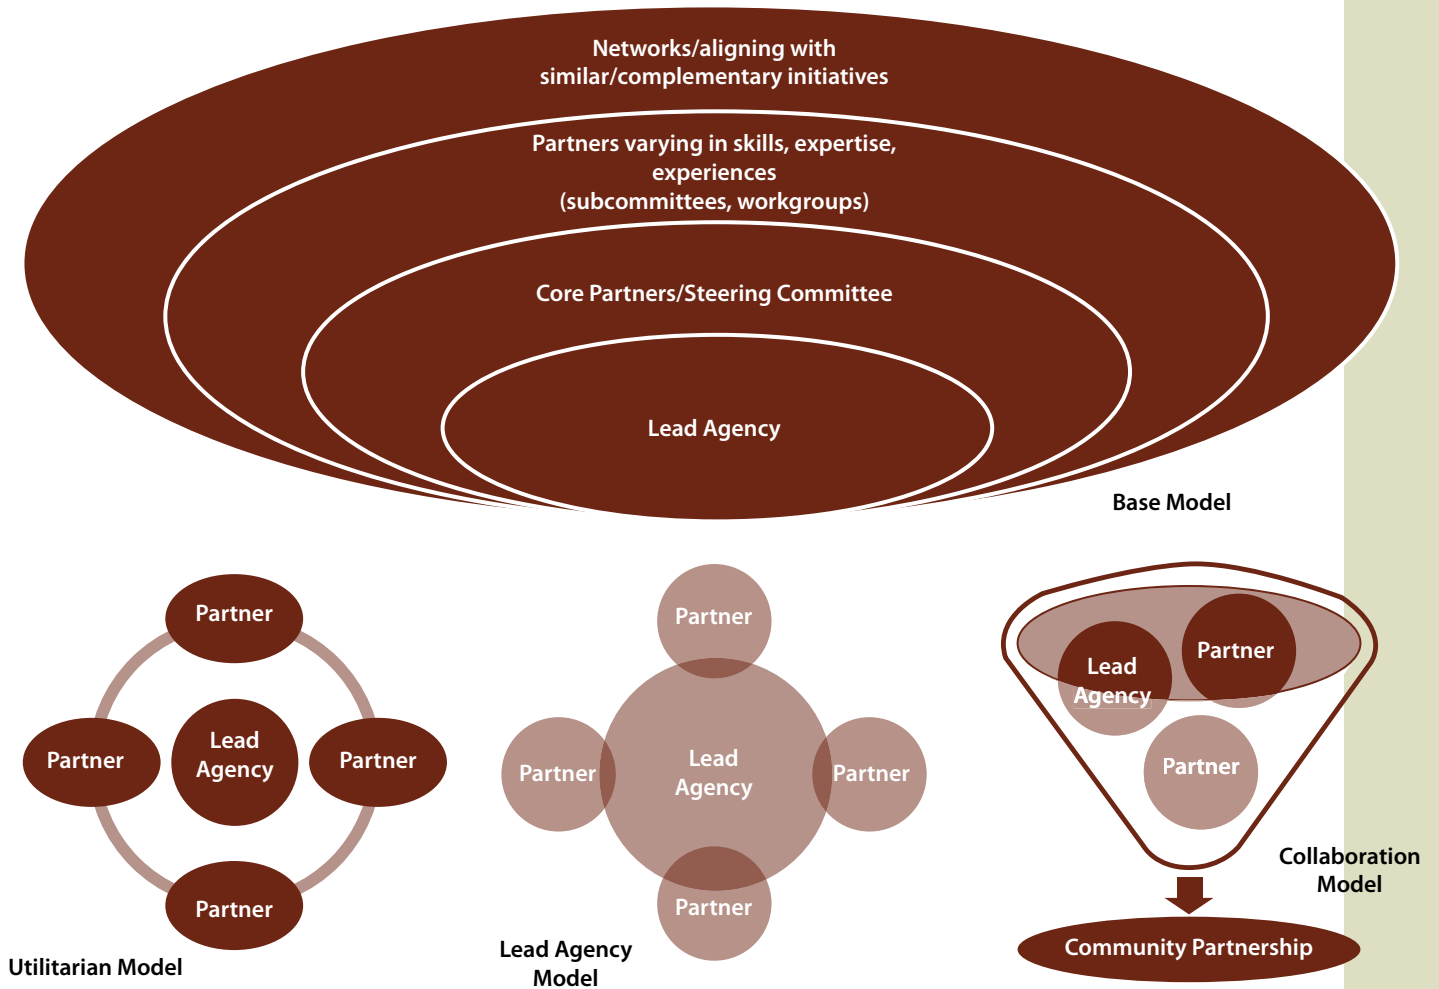 Networks/aligning with
similar/complementary initiatives
Partners varying in skills, expertise,
experiences
(subcommittees, workgroups)
Core Partners/Steering Committee
Lead Agency
Base Model
Partner
Partner
Lead
Agency
Partner
Partner
Utilitarian Model
Partner
Partner
Lead
Agency
Partner
Partner
Lead Agency
Model
Lead
Agency
Partner
Partner
Collaboration
Model
Community Partnership